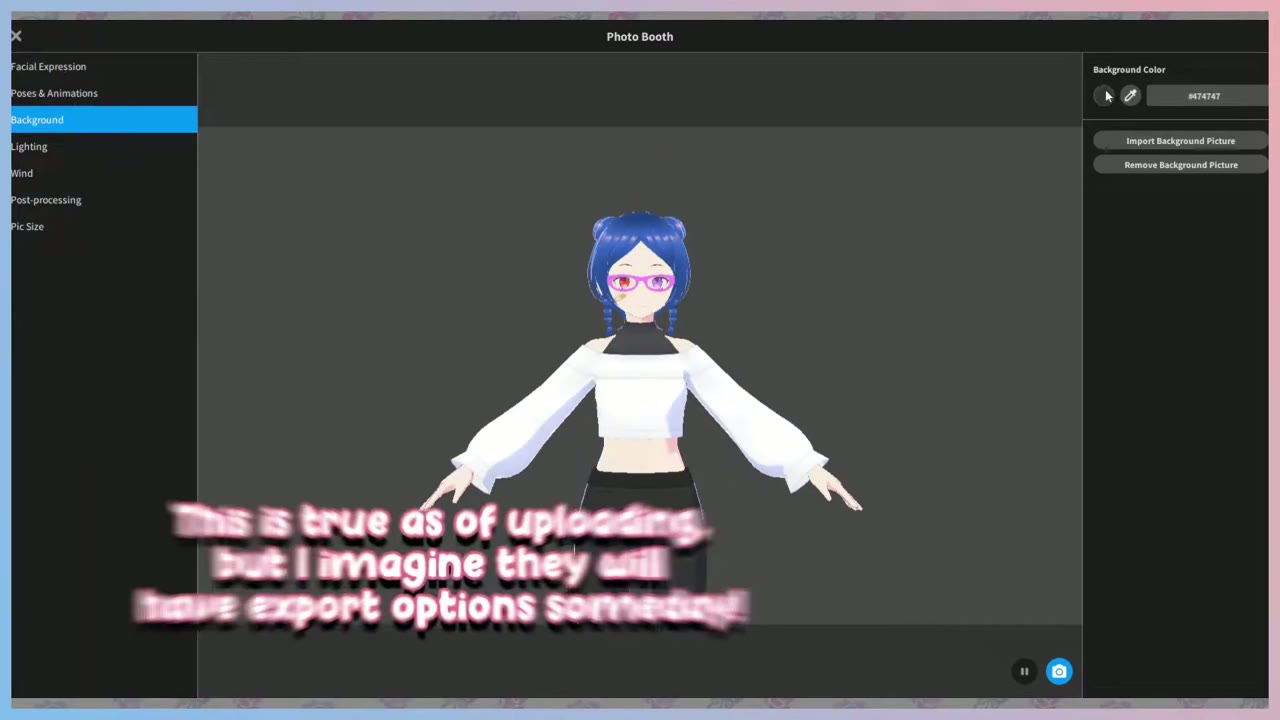 Photo Booth
Facial Expression
Poses & Animations
Background
Lighting
Wind
Post-processing
Pic Size
Background Color
#474747
Import Background Picture
Remove Background Picture
This is true as of uploading,
but I imagine they will
have export options someday!